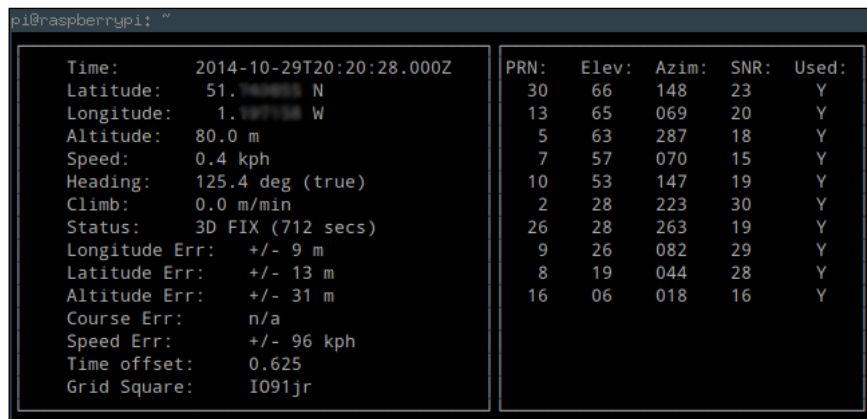 pi@raspberrypi: ~
Time: 2014-10-29T20:20:28.000Z
Latitude: 51. N
Longitude: 1. W
Altitude: 80.0 m
Speed: 0.4 kph
Heading: 125.4 deg (true)
Climb: 0.0 m/min
Status: 3D FIX (712 secs)
Longitude Err: +/- 9 m
Latitude Err: +/- 13 m
Altitude Err: +/- 31 m
Course Err: n/a
Speed Err: +/- 96 kph
Time offset: 0.625
Grid Square: IO91jr
PRN: Elev: Azim: SNR: Used:
30 66 148 23 Y
13 65 069 20 Y
5 63 287 18 Y
7 57 070 15 Y
10 53 147 19 Y
2 28 223 30 Y
26 28 263 19 Y
9 26 082 29 Y
8 19 044 28 Y
16 06 018 16 Y